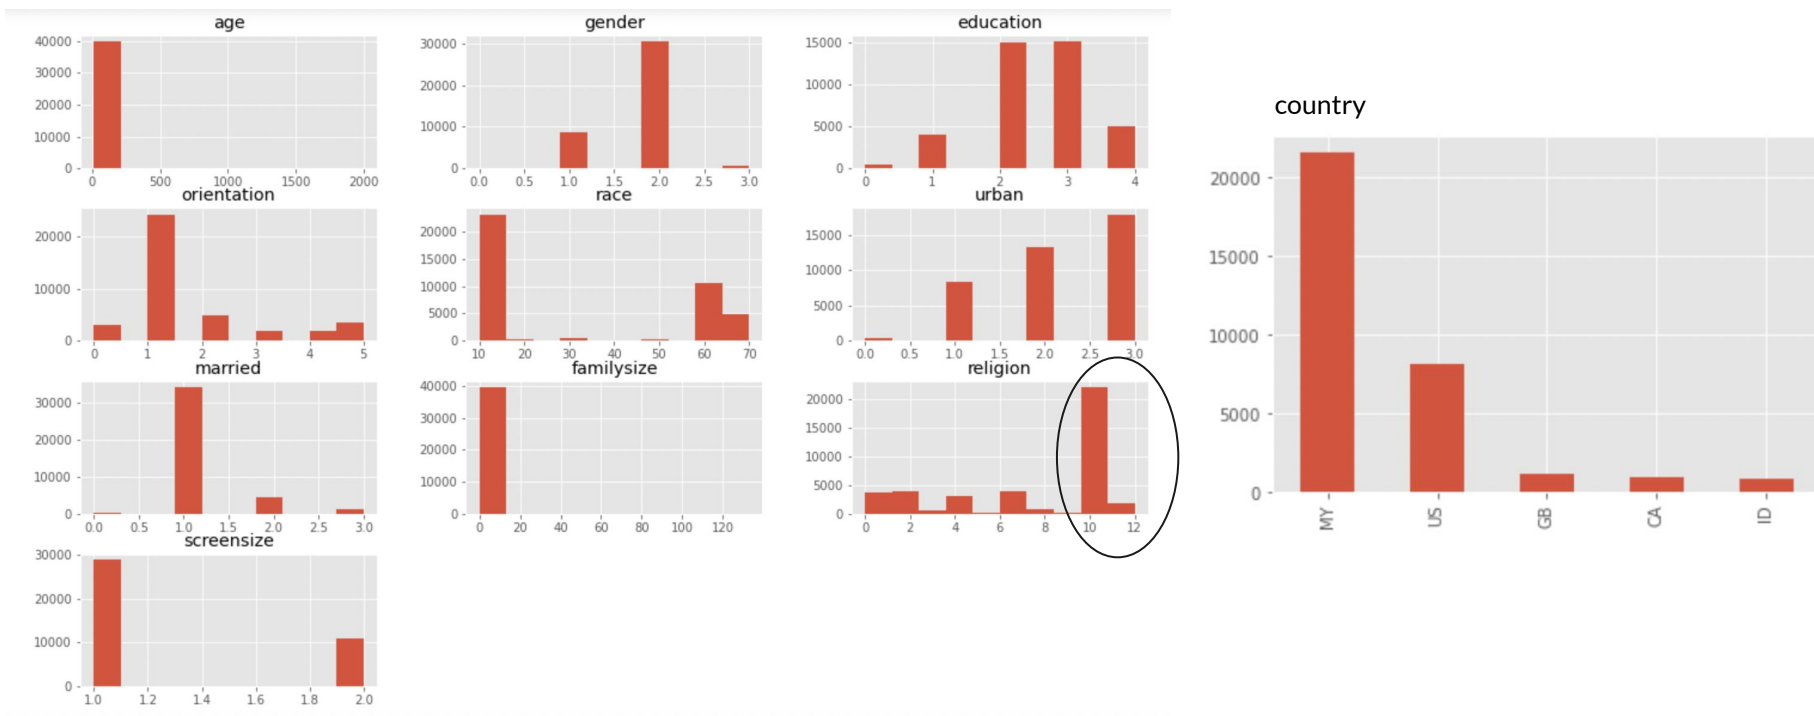 age
40000
30000
20000
10000
0
0 500 1000 1500 2000
gender
30000
20000
10000
0
0.0 0.5 1.0 1.5 2.0 2.5 3.0
education
15000
10000
5000
0
0 1 2 3 4
orientation
20000
10000
0
0 1 2 3 4 5
race
20000
15000
10000
5000
0
10 20 30 40 50 60 70
urban
15000
10000
5000
0
0.0 0.5 1.0 1.5 2.0 2.5 3.0
married
30000
20000
10000
0
0.0 0.5 1.0 1.5 2.0 2.5 3.0
familysize
40000
30000
20000
10000
0
0 20 40 60 80 100 120
religion
20000
15000
10000
5000
0
0 2 4 6 8 10 12
screensize
30000
20000
10000
0
1.0 1.2 1.4 1.6 1.8 2.0
country
20000
15000
10000
5000
0
MY US GB CA ID